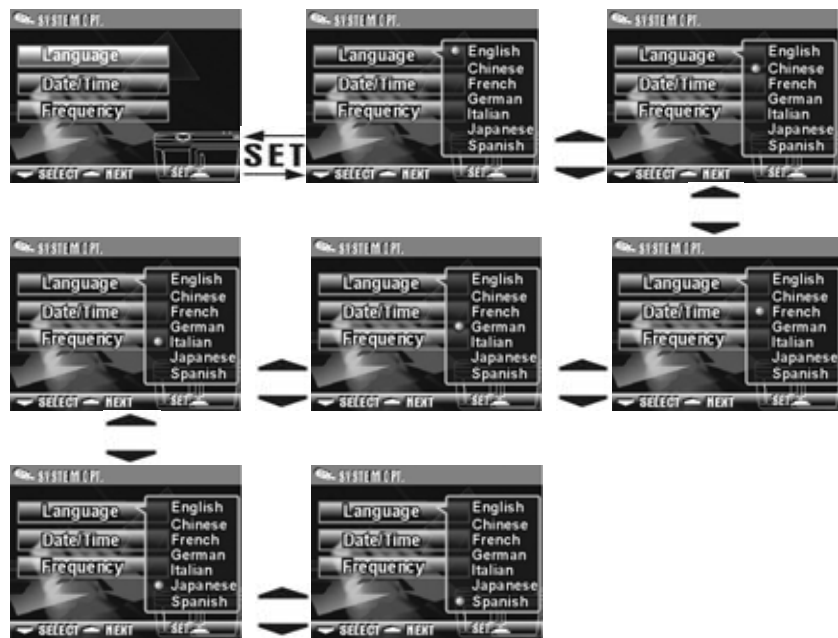 SYSTEM OPT.
Language
Date/Time
Frequency
SELECT NEXT SET
SET
SYSTEM OPT.
Language
Date/Time
Frequency
English
Chinese
French
German
Italian
Japanese
Spanish
SELECT NEXT SET
SYSTEM OPT.
Language
Date/Time
Frequency
English
Chinese
French
German
Italian
Japanese
Spanish
SELECT NEXT SET
SYSTEM OPT.
Language
Date/Time
Frequency
English
Chinese
French
German
Italian
Japanese
Spanish
SELECT NEXT SET
SYSTEM OPT.
Language
Date/Time
Frequency
English
Chinese
French
German
Italian
Japanese
Spanish
SELECT NEXT SET
SYSTEM OPT.
Language
Date/Time
Frequency
English
Chinese
French
German
Italian
Japanese
Spanish
SELECT NEXT SET
SYSTEM OPT.
Language
Date/Time
Frequency
English
Chinese
French
German
Italian
Japanese
Spanish
SELECT NEXT SET
SYSTEM OPT.
Language
Date/Time
Frequency
English
Chinese
French
German
Italian
Japanese
Spanish
SELECT NEXT SET